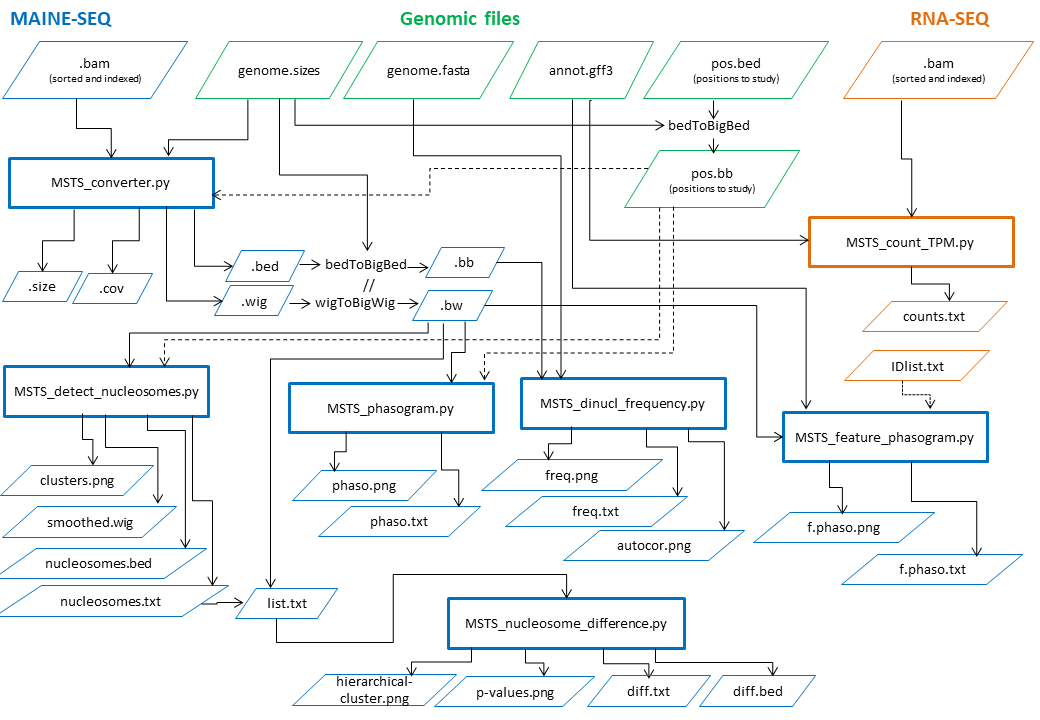 MAINE-SEQ
Genomic files
RNA-SEQ
.bam
(sorted and indexed)
genome.sizes
genome.fasta
annot.gff3
pos.bed
(positions to study)
.bam
(sorted and indexed)
bedToBigBed
MSTS_converter.py
pos.bb
(positions to study)
MSTS_count_TPM.py
.size
.cov
.bed
bedToBigBed
.bb
//
.wig
wigToBigWig
.bw
counts.txt
IDlist.txt
MSTS_detect_nucleosomes.py
MSTS_phasogram.py
MSTS_dinucl_frequency.py
MSTS_feature_phasogram.py
clusters.png
smoothed.wig
nucleosomes.bed
nucleosomes.txt
phaso.png
phaso.txt
freq.png
freq.txt
autocor.png
f.phaso.png
f.phaso.txt
list.txt
MSTS_nucleosome_difference.py
hierarchical-
cluster.png
p-values.png
diff.txt
diff.bed